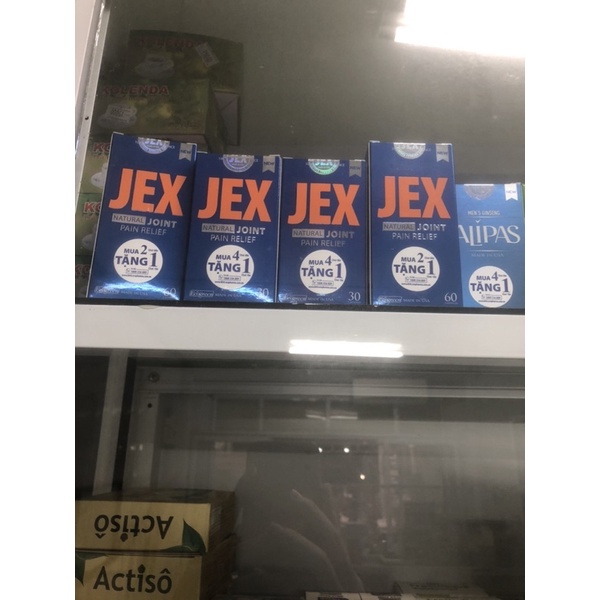 KOLENDA
JEX
NATURAL JOINT
PAIN RELIEF
MUA 2
TẶNG 1
60
JEX
NATURAL JOINT
PAIN RELIEF
MUA 4
TẶNG 1
30
JEX
NATURAL JOINT
PAIN RELIEF
MUA 4
TẶNG 1
30
JEX
NATURAL JOINT
PAIN RELIEF
MUA 2
TẶNG 1
60
ALIPAS
MUA 4
TẶNG 1
Actisô
Actisô